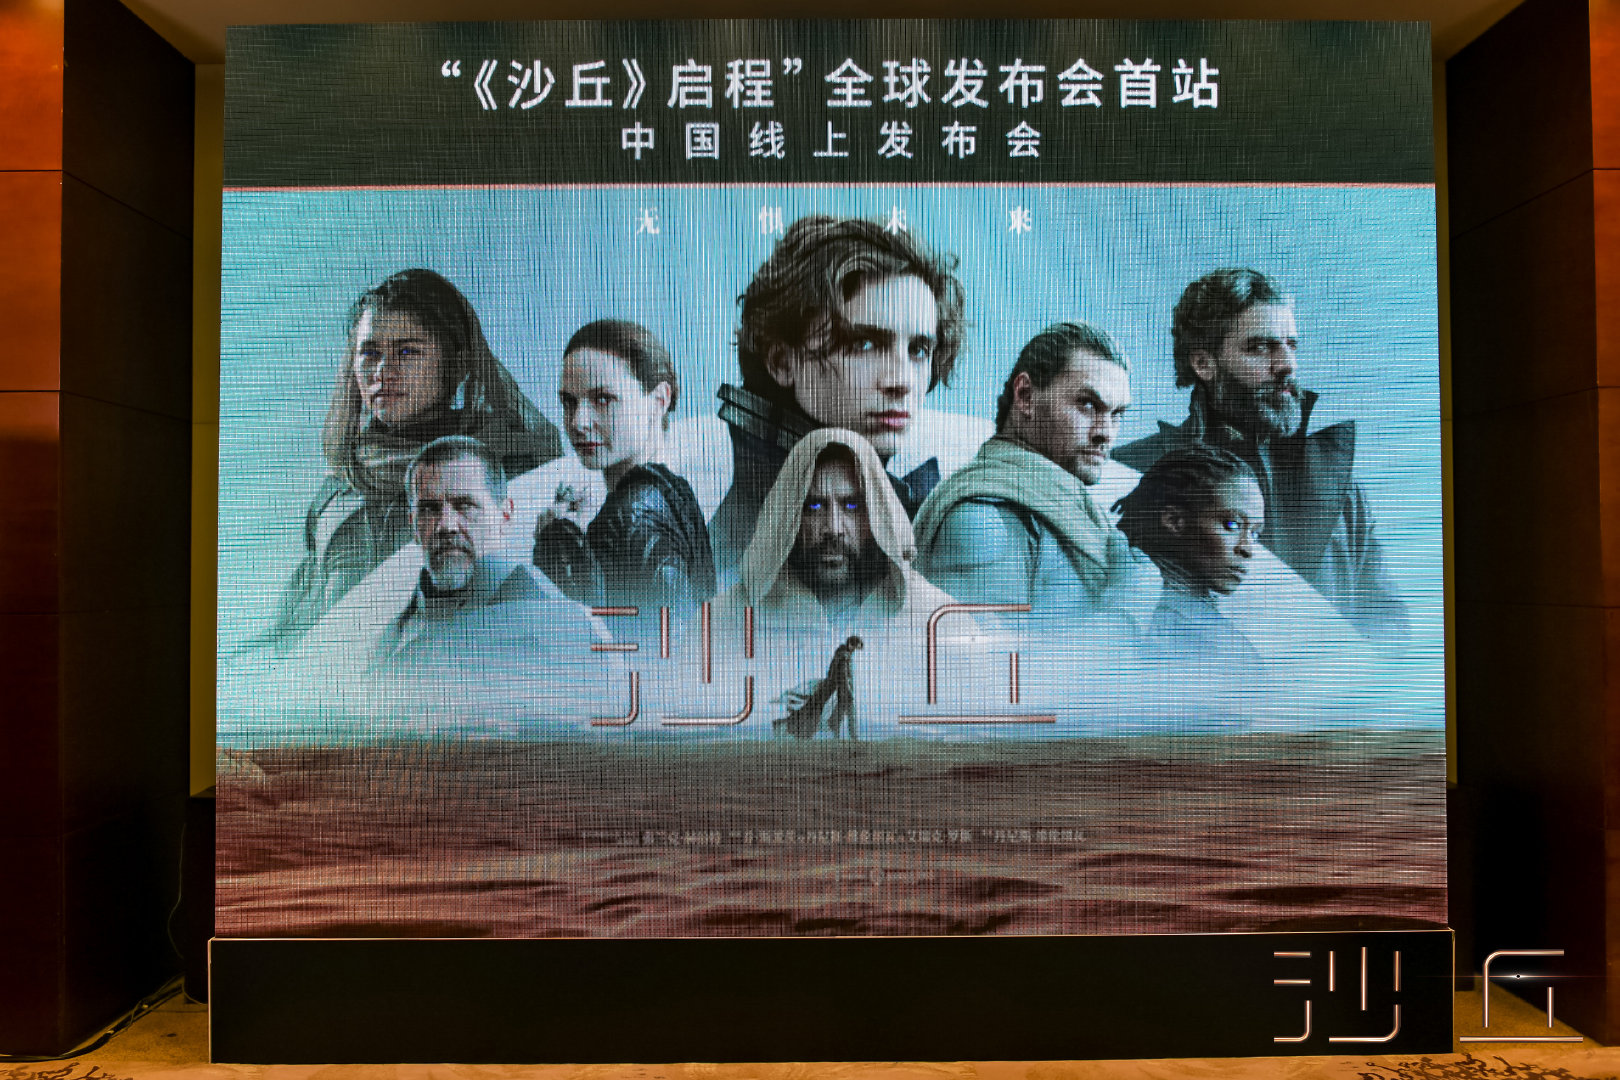 “《沙丘》启程”全球发布会首站
中国线上发布会
无惧未来
沙丘
沙丘